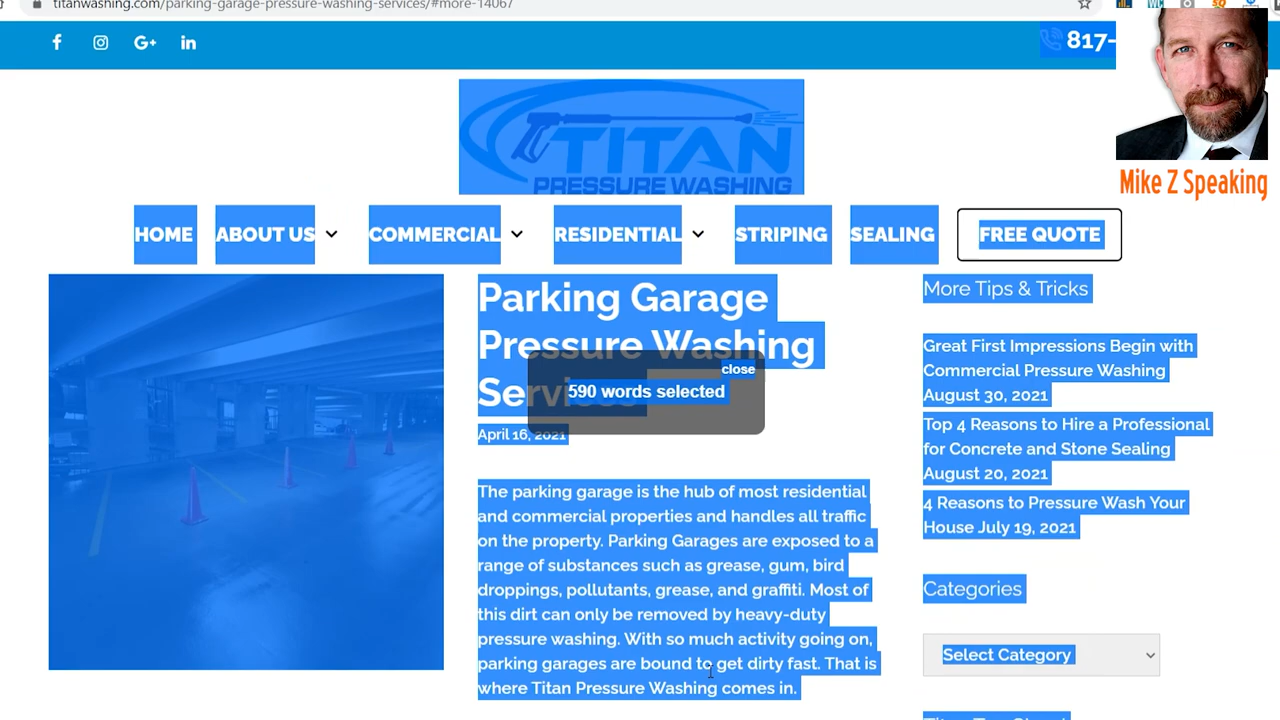 titanwashing.com/parking-garage-pressure-washing-services/#more-14067
817-
Mike Z Speaking
TITAN
PRESSURE WASHING
HOME ABOUT US COMMERCIAL RESIDENTIAL STRIPING SEALING FREE QUOTE
Parking Garage
Pressure Washing
Services
close
590 words selected
April 16, 2021
The parking garage is the hub of most residential
and commercial properties and handles all traffic
on the property. Parking Garages are exposed to a
range of substances such as grease, gum, bird
droppings, pollutants, grease, and graffiti. Most of
this dirt can only be removed by heavy-duty
pressure washing. With so much activity going on,
parking garages are bound to get dirty fast. That is
where Titan Pressure Washing comes in.
More Tips & Tricks
Great First Impressions Begin with
Commercial Pressure Washing
August 30, 2021
Top 4 Reasons to Hire a Professional
for Concrete and Stone Sealing
August 20, 2021
4 Reasons to Pressure Wash Your
House July 19, 2021
Categories
Select Category